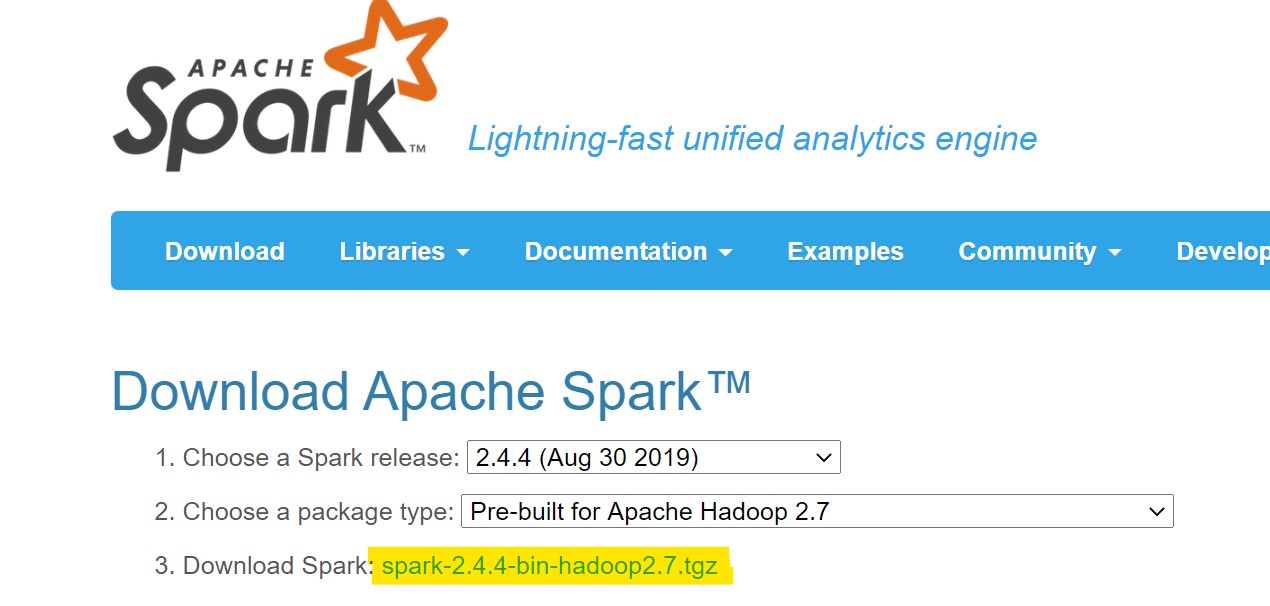 APACHE
Spark™
Lightning-fast unified analytics engine
Download Libraries Documentation Examples Community Develop
Download Apache Spark™
1. Choose a Spark release: 2.4.4 (Aug 30 2019)
2. Choose a package type: Pre-built for Apache Hadoop 2.7
3. Download Spark: spark-2.4.4-bin-hadoop2.7.tgz